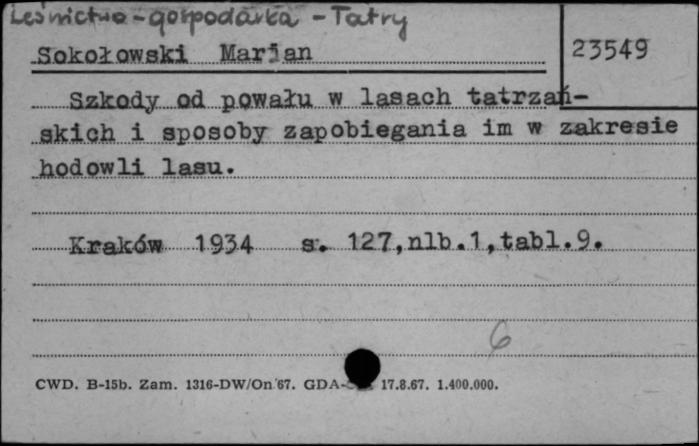 Leśnictwo - gospodarka - Tatry
Sokołowski Marian
23549
Szkody od powału w lasach tatrzań-
skich i sposoby zapobiegania im w zakresie
hodowli lasu.
Kraków 1934 s. 127,nlb.1,tabl.9.
6
CWD. B-15b. Zam. 1316-DW/On 67. GDA- 17.8.67. 1.400.000.